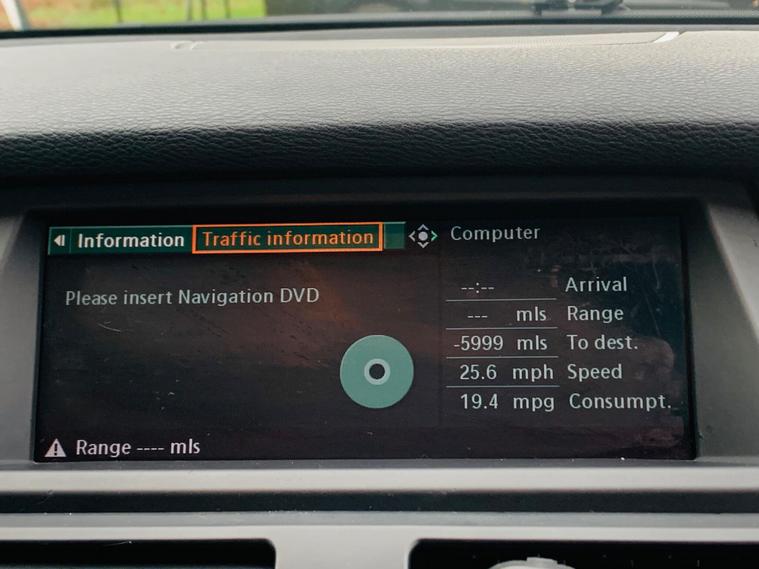 Information Traffic information
Computer
Please insert Navigation DVD
--:-- Arrival
--- mls Range
-5999 mls To dest.
25.6 mph Speed
19.4 mpg Consumpt.
Range ---- mls